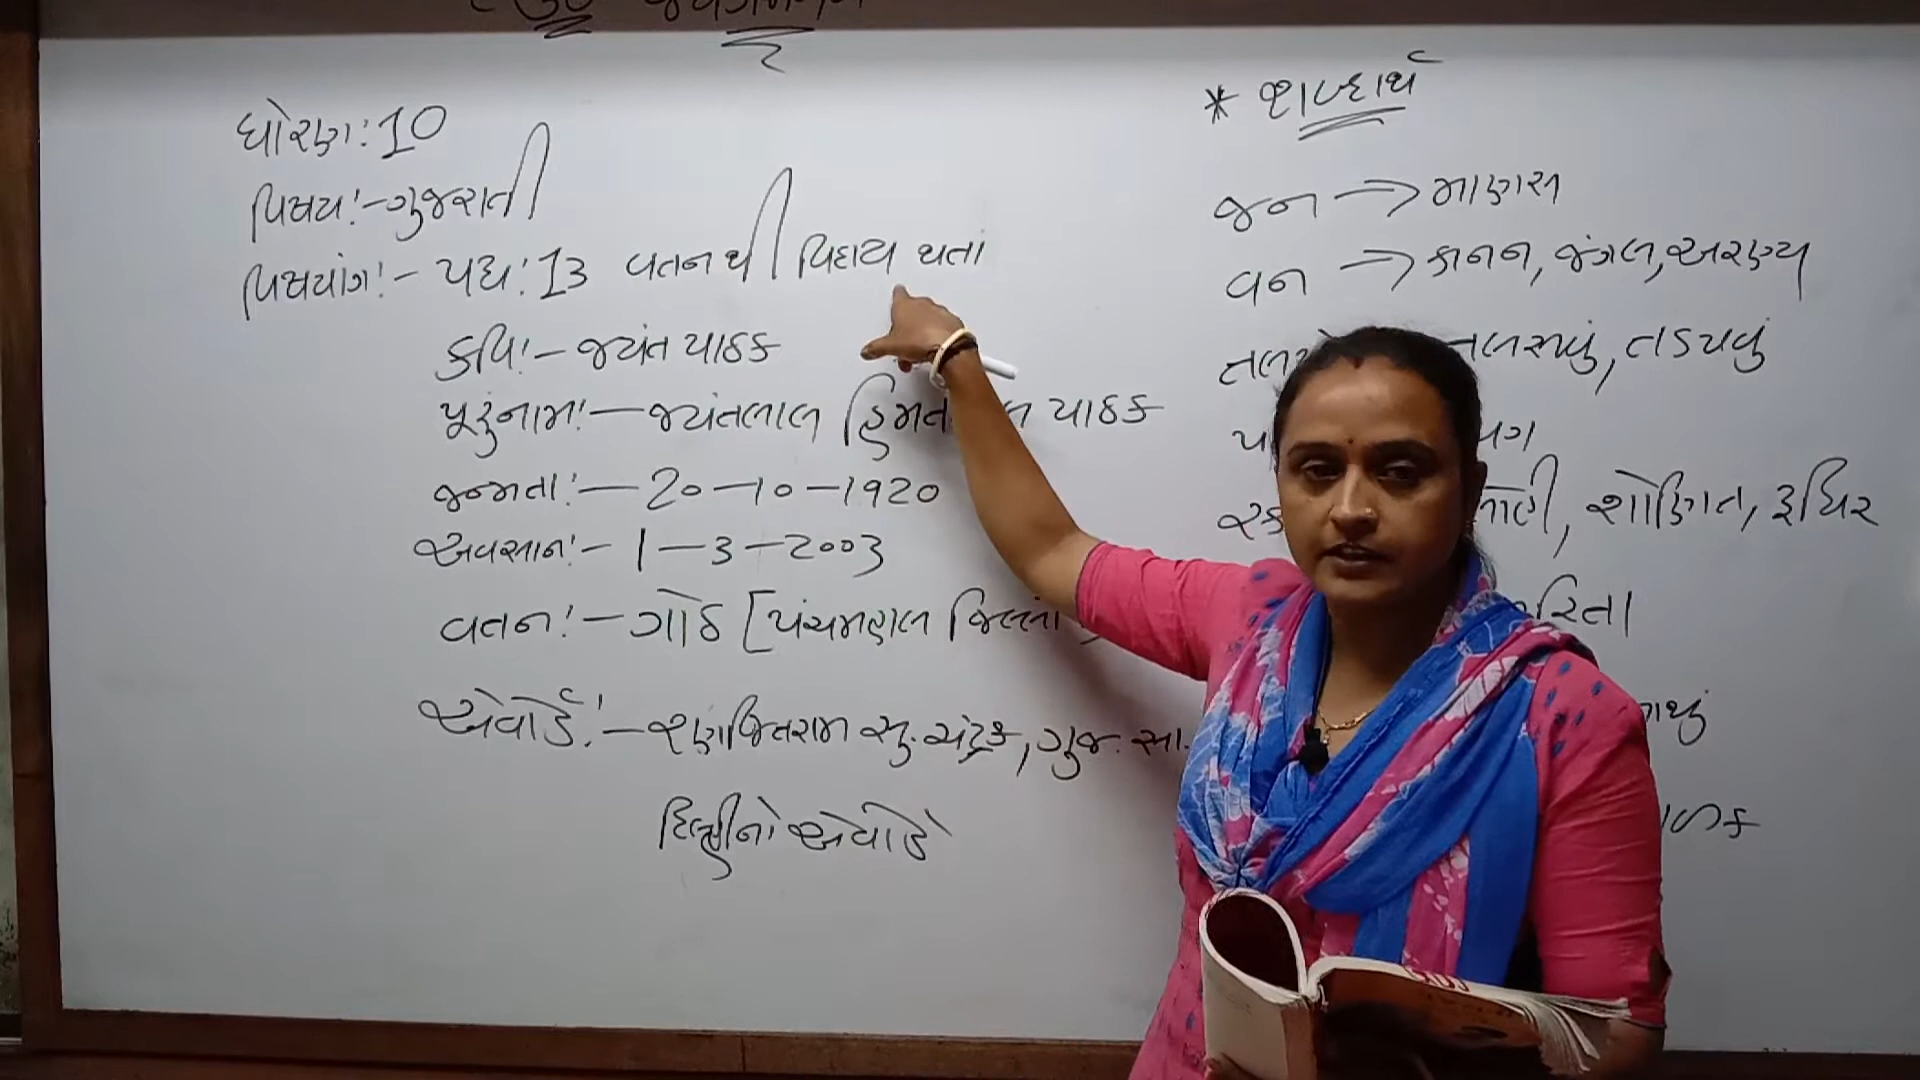 ધોરણ:10
વિષય:-ગુજરાતી
વિષયાંગ:- પદ્ય:13 વતનથી વિદાય થતાં
કવિ:- જયંત પાઠક
પૂરુંનામ:- જયંતલાલ પાઠક
જન્મતા:- 20-10-1920
અવસાન:- 1-3-2003
વતન:- ગોઠ [પંચમહાલ
એવોર્ડ:- રણજિતરામ સુ.ચંદ્રક, ગુજ. સા.
દિલ્હીનો એવોર્ડ
* શબ્દાર્થ
જન → માણસ
વન → કાનન, જંગલ, અરણ્ય
તલસવું, તડપવું
પગ
શોણિત, રૂધિર